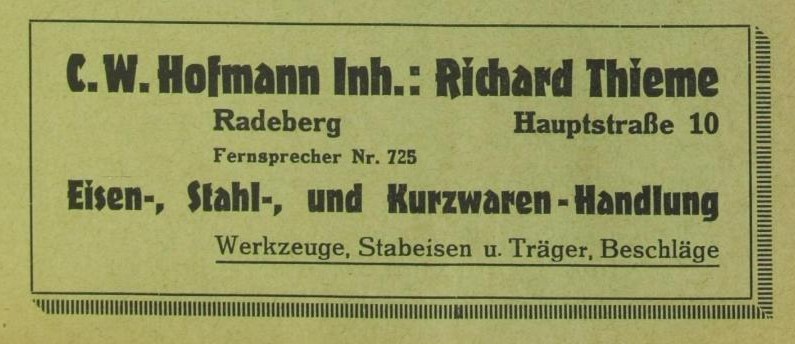 C. W. Hofmann Inh.: Richard Thieme
Radeberg Hauptstraße 10
Fernsprecher Nr. 725
Eisen-, Stahl-, und Kurzwaren-Handlung
Werkzeuge, Stabeisen u. Träger, Beschläge